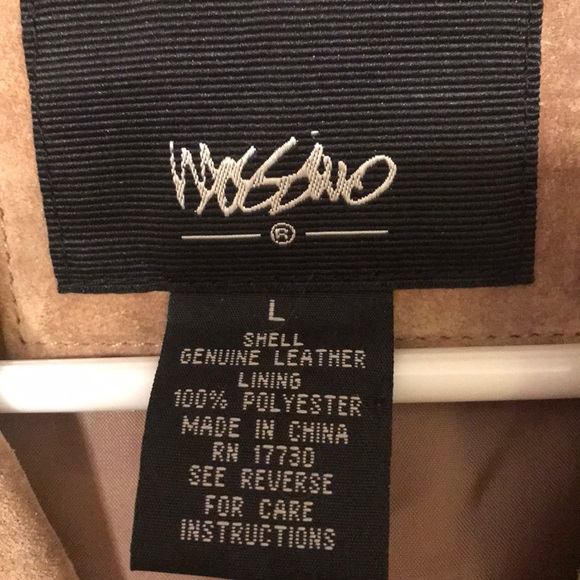 Mossimo
®
L
SHELL
GENUINE LEATHER
LINING
100% POLYESTER
MADE IN CHINA
RN 17730
SEE REVERSE
FOR CARE
INSTRUCTIONS